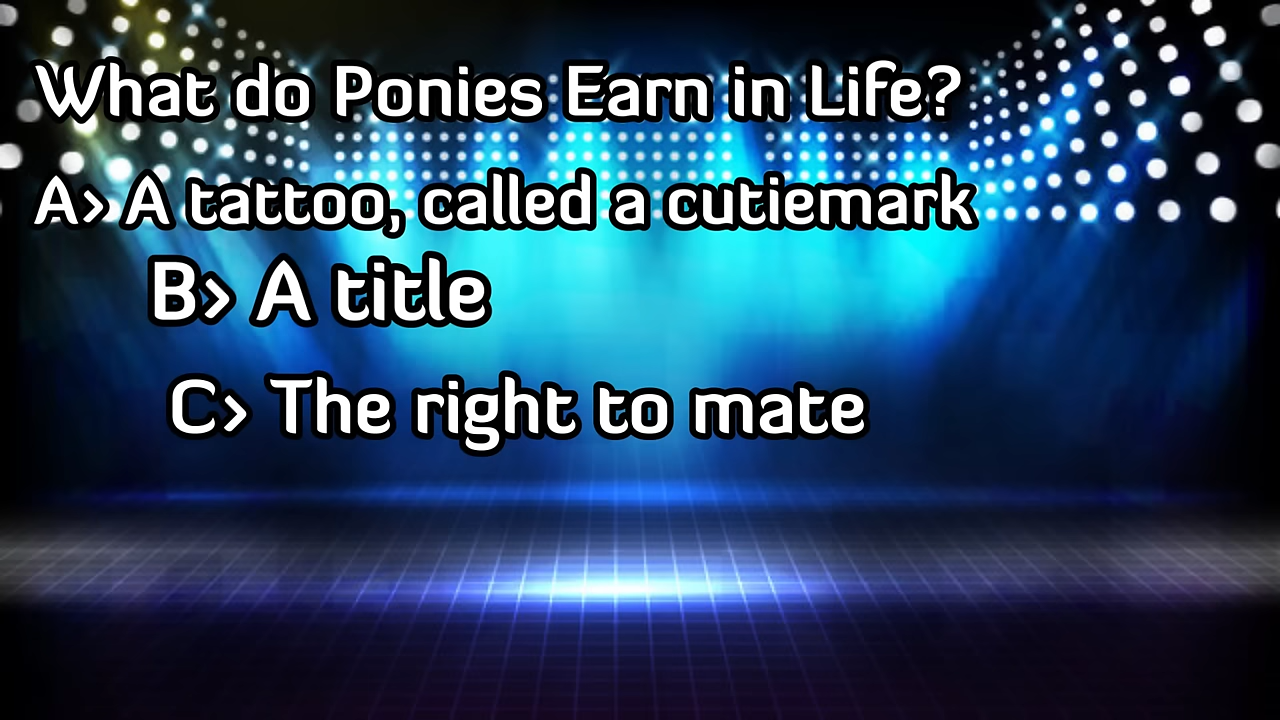 What do Ponies Earn in Life?
A> A tattoo, called a cutiemark
B> A title
C> The right to mate